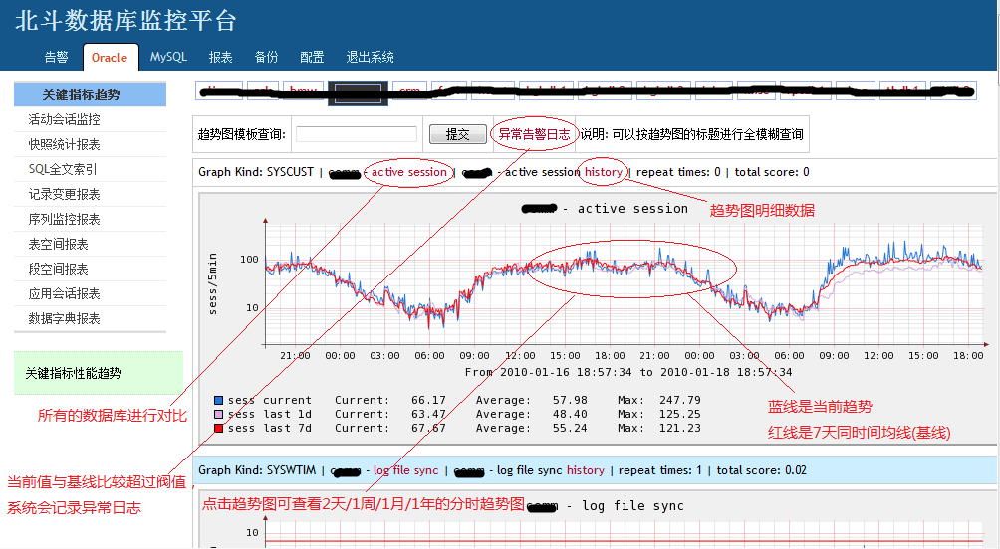 北斗数据库监控平台
告警 Oracle MySQL 报表 备份 配置 退出系统
关键指标趋势
活动会话监控
快照统计报表
SQL全文索引
记录变更报表
序列监控报表
表空间报表
段空间报表
应用会话报表
数据字典报表
关键指标性能趋势
趋势图模板查询: 提交 异常告警日志 说明: 可以按趋势图的标题进行全模糊查询
Graph Kind: SYSCUST | - active session | - active session history | repeat times: 0 | total score: 0
趋势图明细数据
- active session
sess/5min
100
10
21:00 00:00 03:00 06:00 09:00 12:00 15:00 18:00 21:00 00:00 03:00 06:00 09:00 12:00 15:00 18:00
From 2010-01-16 18:57:34 to 2010-01-18 18:57:34
sess current Current: 66.17 Average: 57.98 Max: 247.79
sess last 1d Current: 63.47 Average: 48.40 Max: 125.25
sess last 7d Current: 67.67 Average: 55.24 Max: 121.23
蓝线是当前趋势
红线是7天同时间均线(基线)
所有的数据库进行对比
当前值与基线比较超过阀值，
系统会记录异常日志
Graph Kind: SYSWTIM | - log file sync | - log file sync history | repeat times: 1 | total score: 0.02
点击趋势图可查看2天/1周/1月/1年的分时趋势图
- log file sync
10